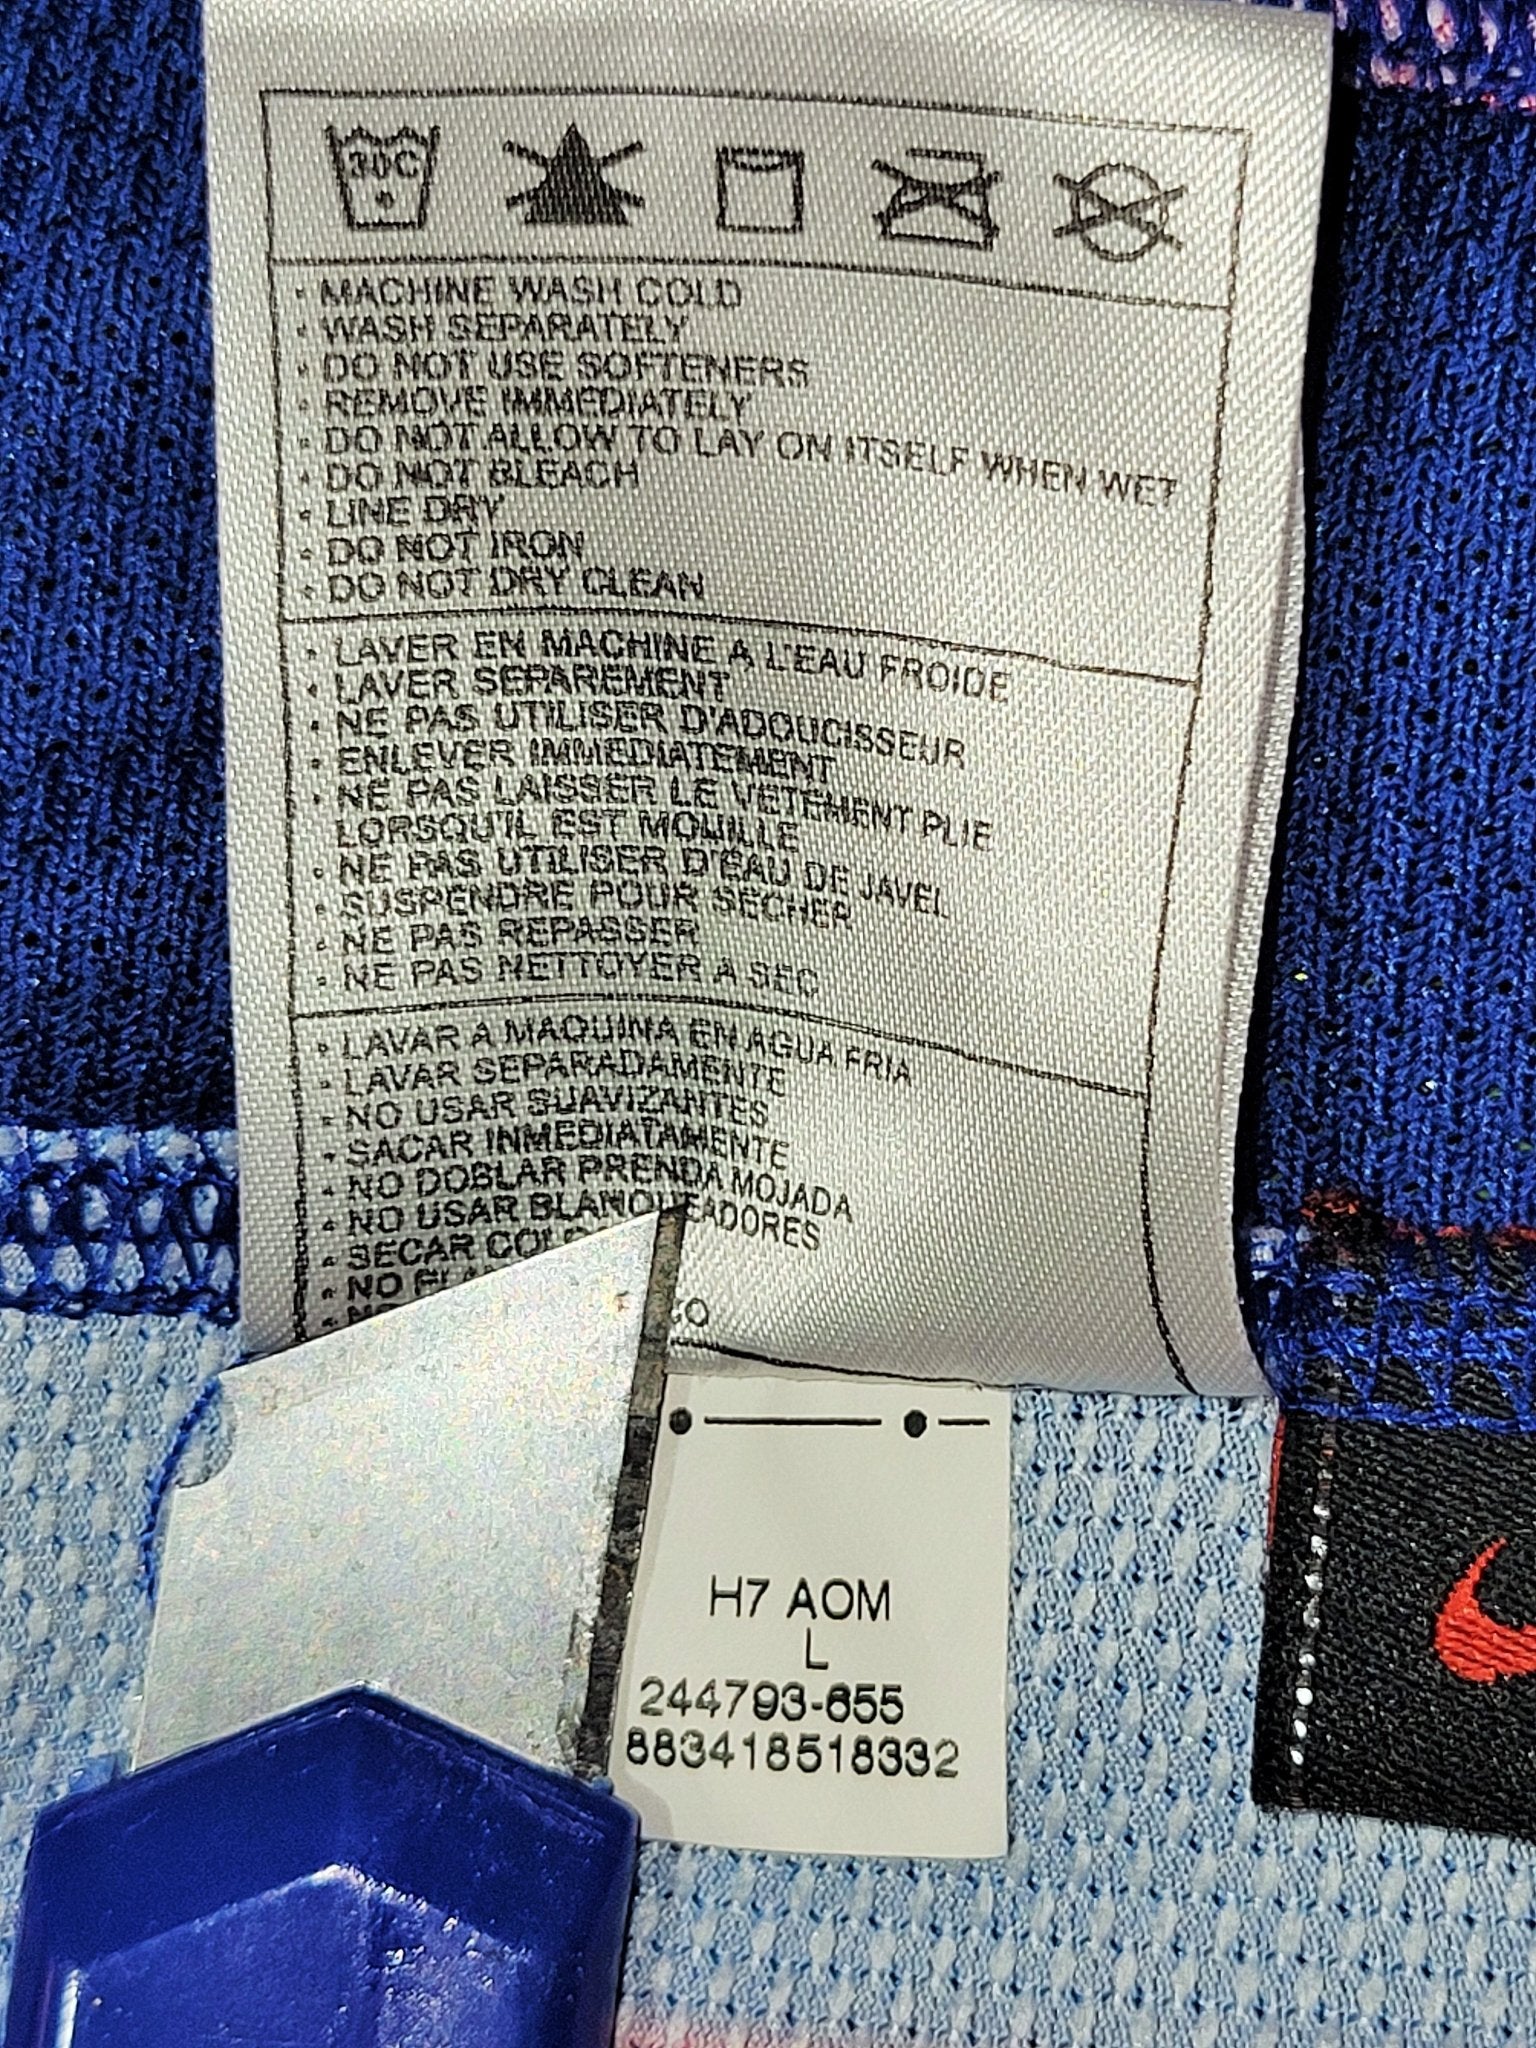 30C
• MACHINE WASH COLD
• WASH SEPARATELY
• DO NOT USE SOFTENERS
• REMOVE IMMEDIATELY
• DO NOT ALLOW TO LAY ON ITSELF WHEN WET
• DO NOT BLEACH
• LINE DRY
• DO NOT IRON
• DO NOT DRY CLEAN
• LAVER EN MACHINE A L'EAU FROIDE
• LAVER SEPAREMENT
• NE PAS UTILISER D'ADOUCISSEUR
• ENLEVER IMMEDIATEMENT
• NE PAS LAISSER LE VETEMENT PLIE
LORSQU'IL EST MOUILLE
• NE PAS UTILISER D'EAU DE JAVEL
• SUSPENDRE POUR SECHER
• NE PAS REPASSER
• NE PAS NETTOYER A SEC
• LAVAR A MAQUINA EN AGUA FRIA
• LAVAR SEPARADAMENTE
• NO USAR SUAVIZANTES
• SACAR INMEDIATAMENTE
• NO DOBLAR PRENDA MOJADA
• NO USAR BLANQUEADORES
• SECAR
• NO
H7 AOM
L
244793-655
883418518332